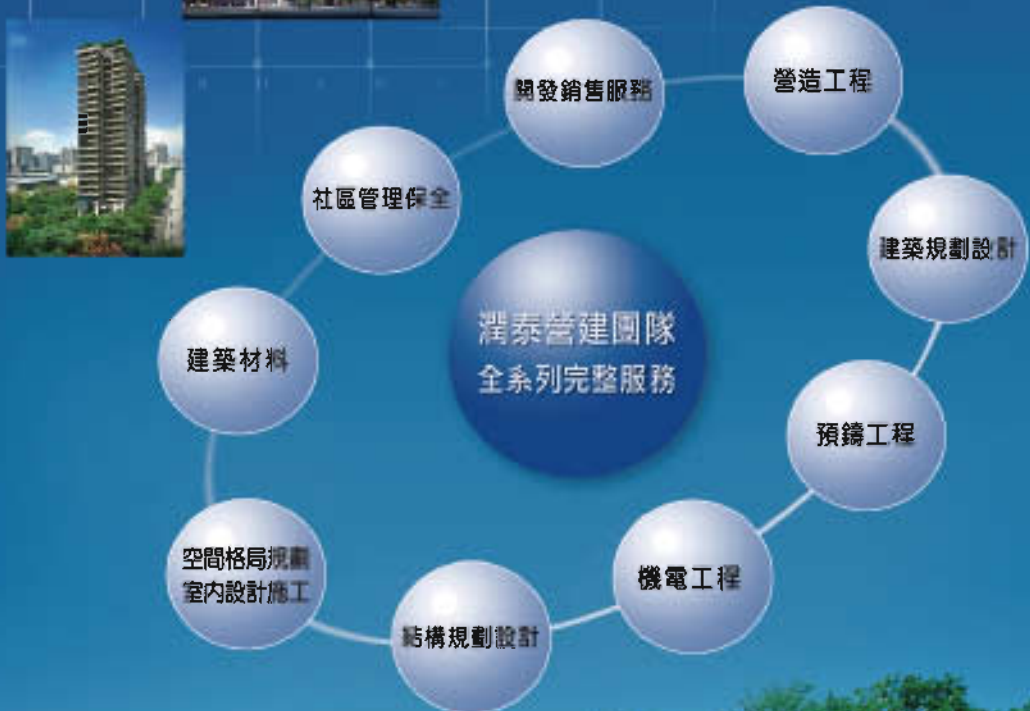 開發銷售服務
營造工程
社區管理保全
建築規劃設計
潤泰營建團隊
全系列完整服務
建築材料
預鑄工程
空間格局規劃
室內設計施工
機電工程
結構規劃設計